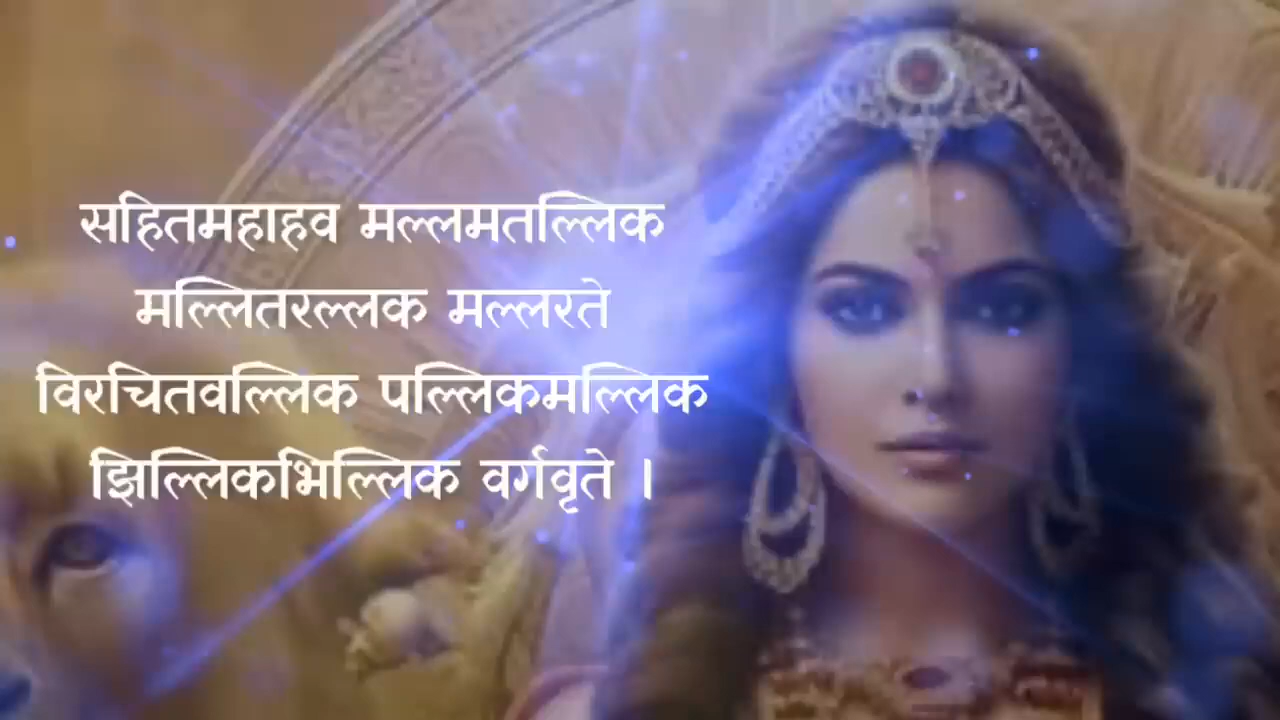 सहितमहाहव मल्लमतल्लिक
मल्लितरल्लक मल्लरते
विरचितवल्लिक पल्लिकमल्लिक
झिल्लिकभिल्लिक वर्गवृते ।